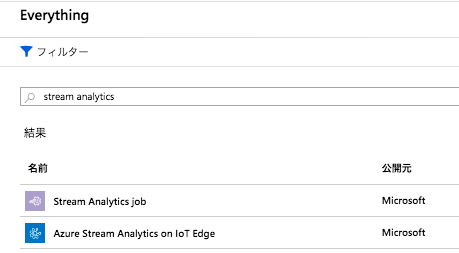 Everything
フィルター
stream analytics
結果
名前 公開元
Stream Analytics job Microsoft
Azure Stream Analytics on IoT Edge Microsoft